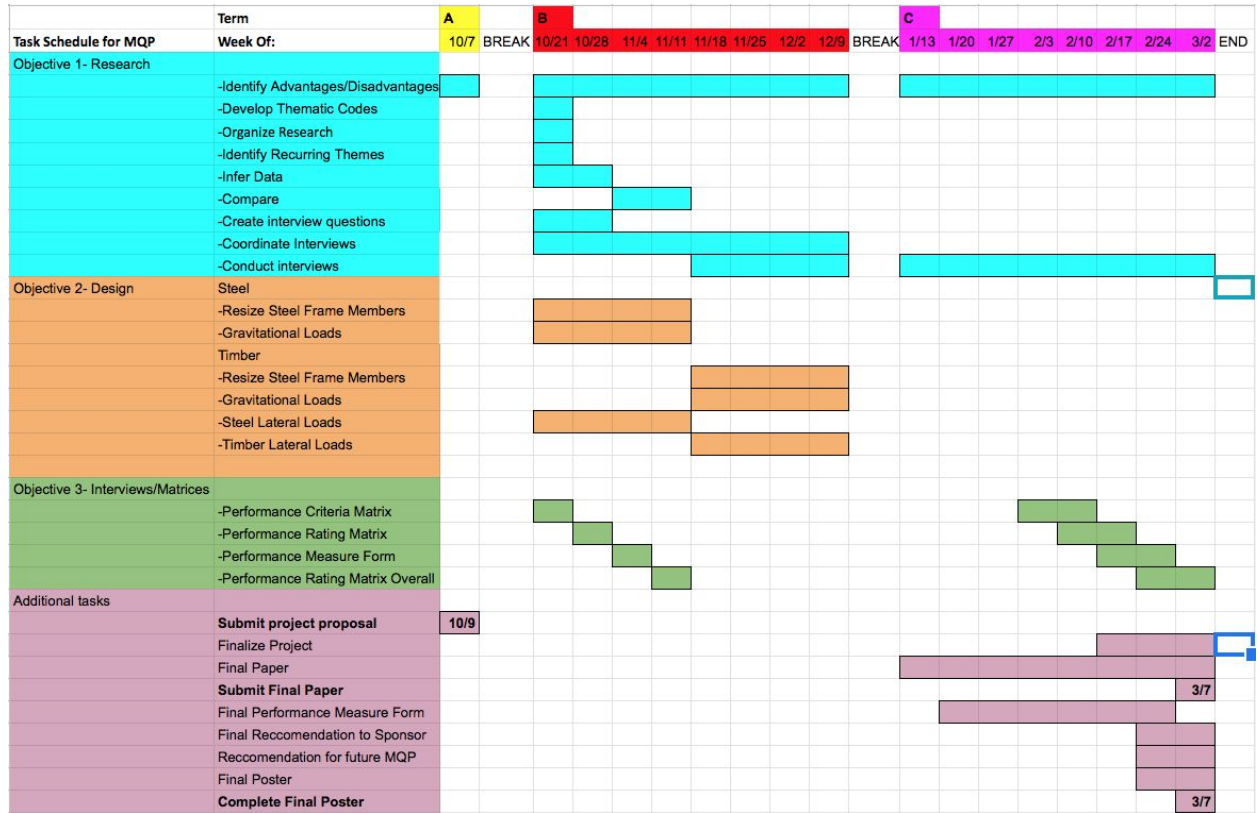 Term A B C
Task Schedule for MQP Week Of: 10/7 BREAK 10/21 10/28 11/4 11/11 11/18 11/25 12/2 12/9 BREAK 1/13 1/20 1/27 2/3 2/10 2/17 2/24 3/2 END
Objective 1- Research
-Identify Advantages/Disadvantages
-Develop Thematic Codes
-Organize Research
-Identify Recurring Themes
-Infer Data
-Compare
-Create interview questions
-Coordinate Interviews
-Conduct interviews
Objective 2- Design Steel
-Resize Steel Frame Members
-Gravitational Loads
Timber
-Resize Steel Frame Members
-Gravitational Loads
-Steel Lateral Loads
-Timber Lateral Loads
Objective 3- Interviews/Matrices
-Performance Criteria Matrix
-Performance Rating Matrix
-Performance Measure Form
-Performance Rating Matrix Overall
Additional tasks
Submit project proposal 10/9
Finalize Project
Final Paper
Submit Final Paper 3/7
Final Performance Measure Form
Final Reccomendation to Sponsor
Reccomendation for future MQP
Final Poster
Complete Final Poster 3/7